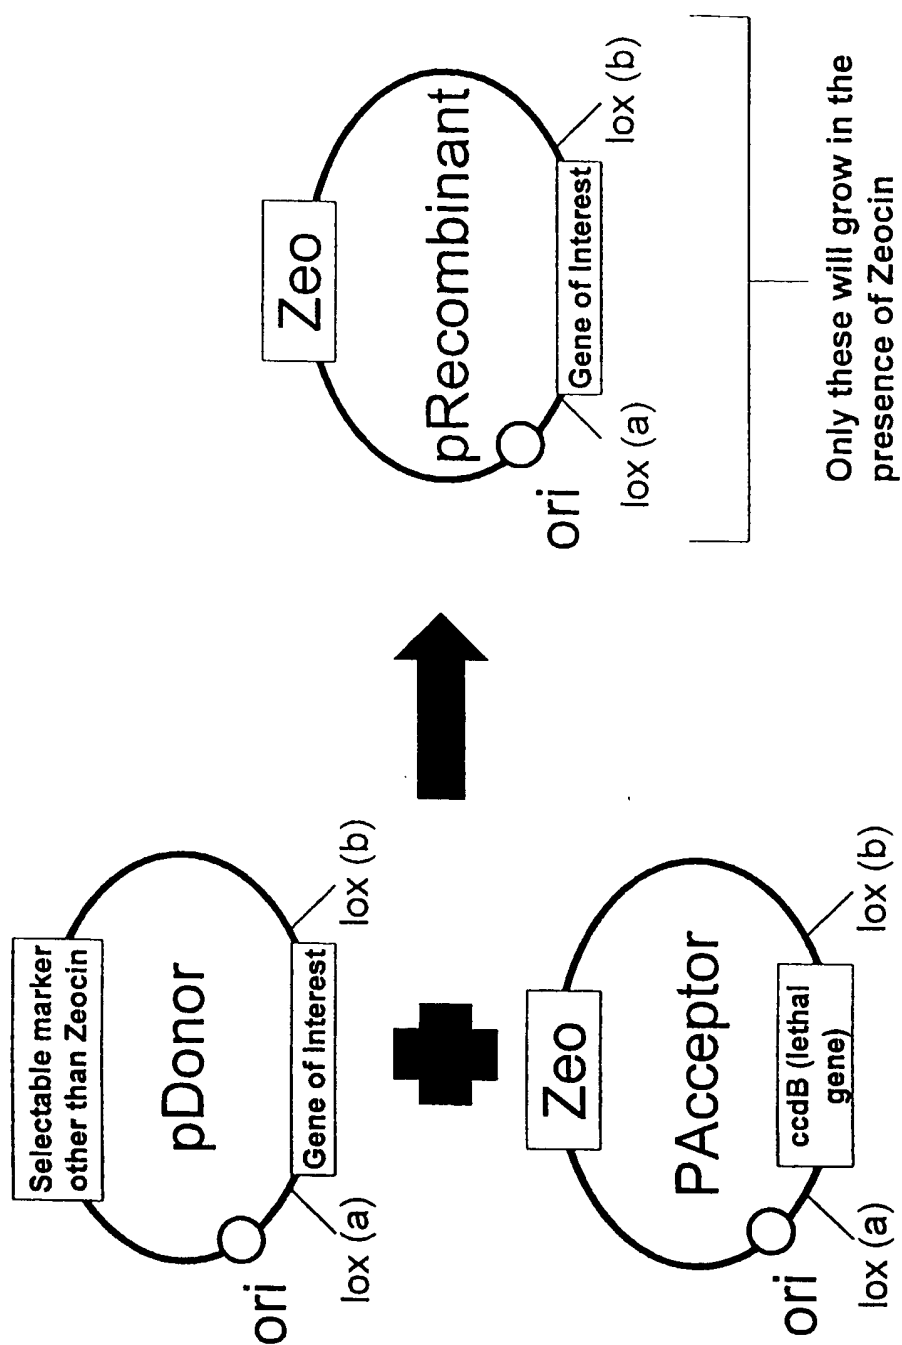 Selectable marker
other than Zeocin
pDonor
Gene of Interest
ori
lox (a)
lox (b)
Zeo
PAcceptor
ccdB (lethal
gene)
ori
lox (a)
lox (b)
Zeo
pRecombinant
Gene of Interest
ori
lox (a)
lox (b)
Only these will grow in the
presence of Zeocin